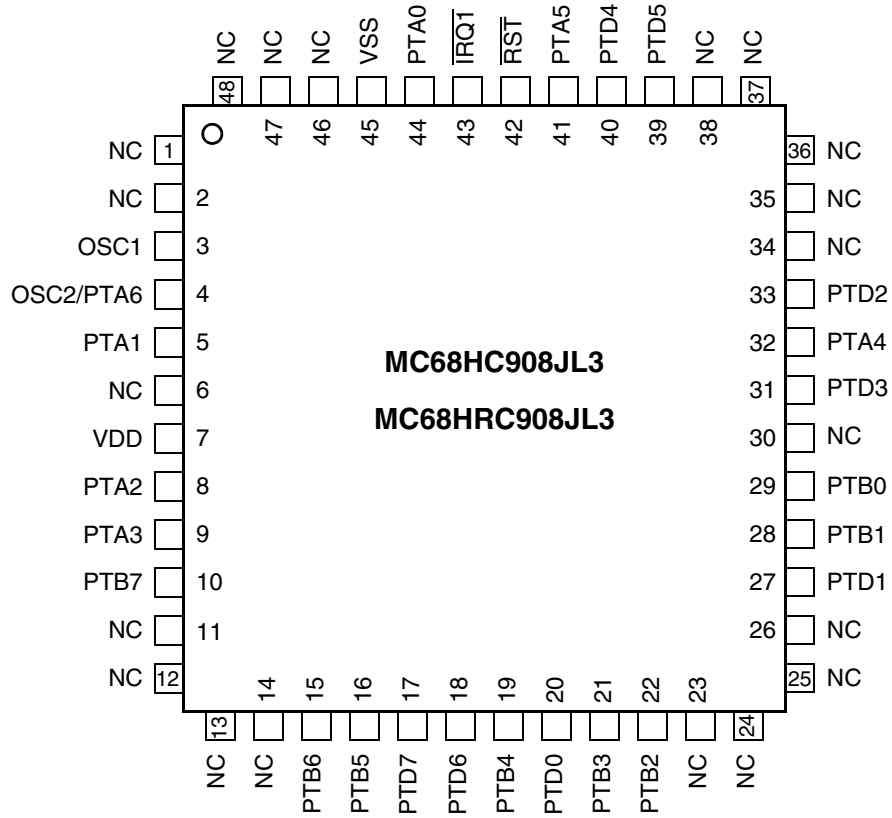 NC NC NC VSS PTA0 IRQ1 RST PTA5 PTD4 PTD5 NC NC
48 47 46 45 44 43 42 41 40 39 38 37
NC 1 36 NC
NC 2 35 NC
OSC1 3 34 NC
OSC2/PTA6 4 33 PTD2
PTA1 5 32 PTA4
MC68HC908JL3
NC 6 31 PTD3
MC68HRC908JL3
VDD 7 30 NC
PTA2 8 29 PTB0
PTA3 9 28 PTB1
PTB7 10 27 PTD1
NC 11 26 NC
NC 12 25 NC
13 14 15 16 17 18 19 20 21 22 23 24
NC NC PTB6 PTB5 PTD7 PTD6 PTB4 PTD0 PTB3 PTB2 NC NC